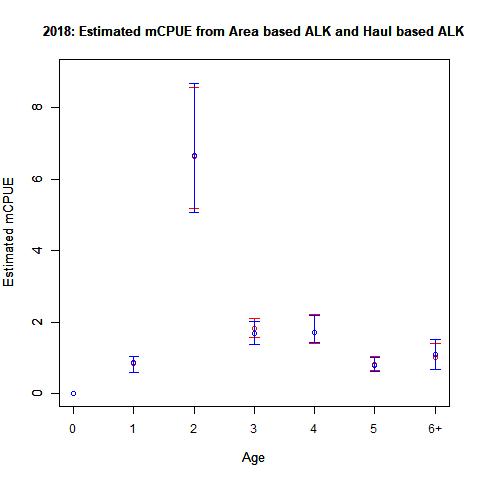 2018: Estimated mCPUE from Area based ALK and Haul based ALK
8
6
4
2
0
Estimated mCPUE
0 1 2 3 4 5 6+
Age